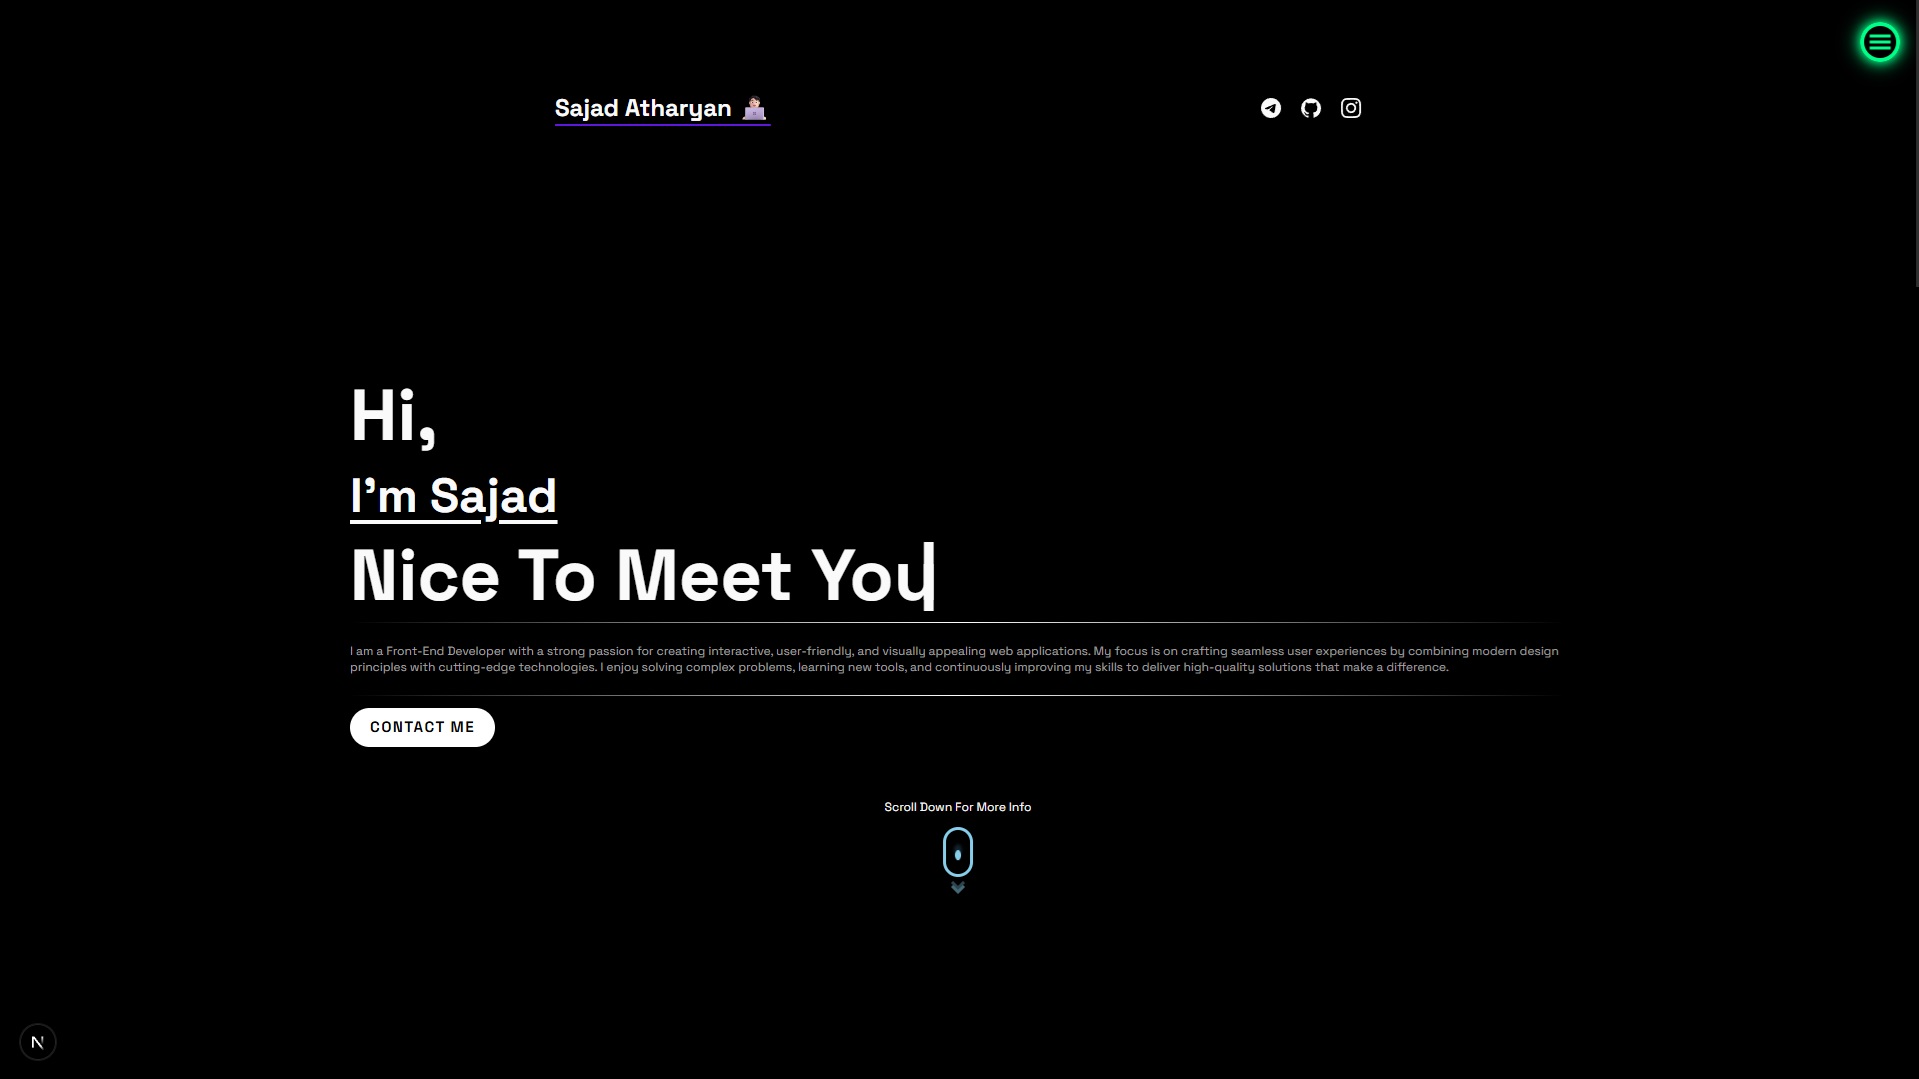 Sajad Atharyan 🧑🏻‍💻
Hi,
I'm Sajad
Nice To Meet You
I am a Front-End Developer with a strong passion for creating interactive, user-friendly, and visually appealing web applications. My focus is on crafting seamless user experiences by combining modern design
principles with cutting-edge technologies. I enjoy solving complex problems, learning new tools, and continuously improving my skills to deliver high-quality solutions that make a difference.
CONTACT ME
Scroll Down For More Info
N